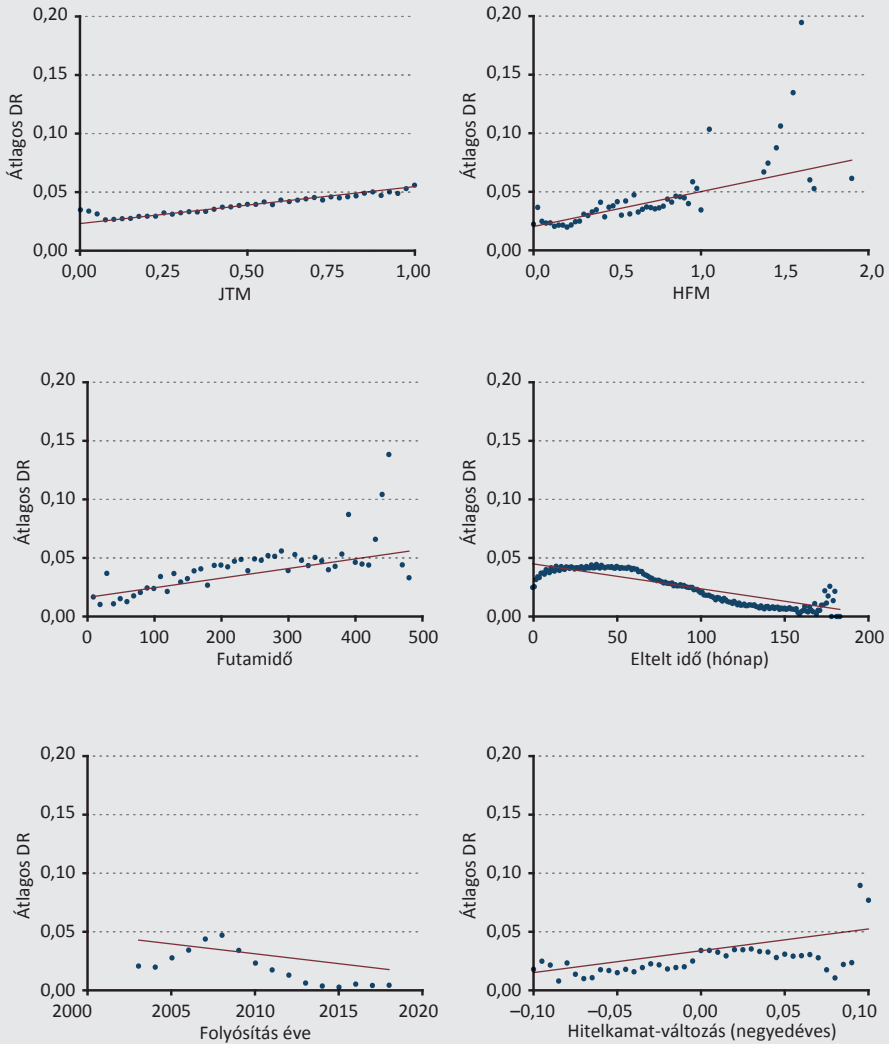 0,20
0,15
0,10
0,05
0,00
Átlagos DR
0,00 0,25 0,50 0,75 1,00
JTM
0,20
0,15
0,10
0,05
0,00
Átlagos DR
0,0 0,5 1,0 1,5 2,0
HFM
0,20
0,15
0,10
0,05
0,00
Átlagos DR
0 100 200 300 400 500
Futamidő
0,20
0,15
0,10
0,05
0,00
Átlagos DR
0 50 100 150 200
Eltelt idő (hónap)
0,20
0,15
0,10
0,05
0,00
Átlagos DR
2000 2005 2010 2015 2020
Folyósítás éve
0,20
0,15
0,10
0,05
0,00
Átlagos DR
–0,10 –0,05 0,00 0,05 0,10
Hitelkamat-változás (negyedéves)